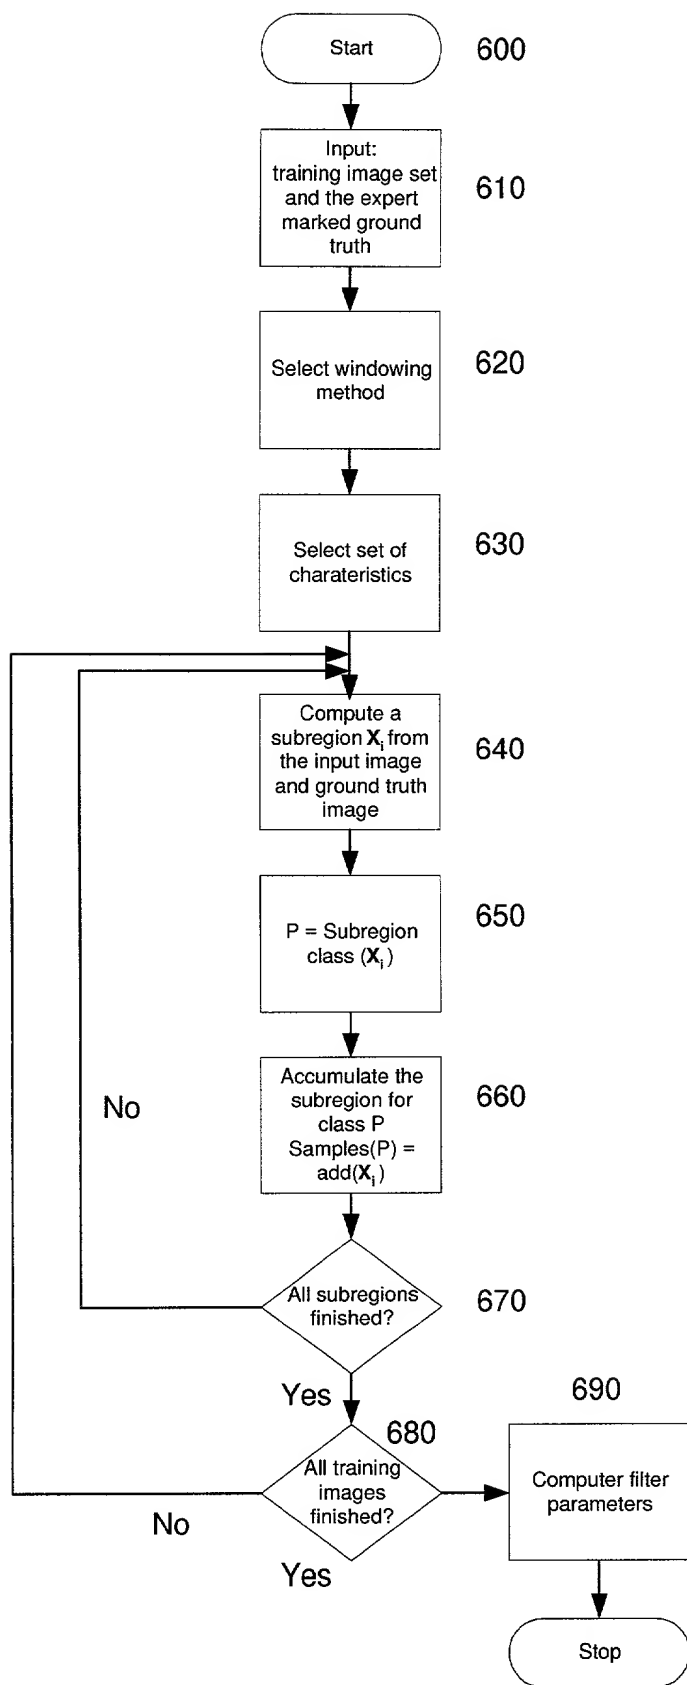 Start
600
Input:
training image set
and the expert
marked ground
truth
610
Select windowing
method
620
Select set of
charateristics
630
Compute a
subregion Xi from
the input image
and ground truth
image
640
P = Subregion
class (Xi)
650
Accumulate the
subregion for
class P
Samples(P) =
add(Xi)
660
No
All subregions
finished?
670
Yes
690
680
All training
images
finished?
Computer filter
parameters
No
Yes
Stop